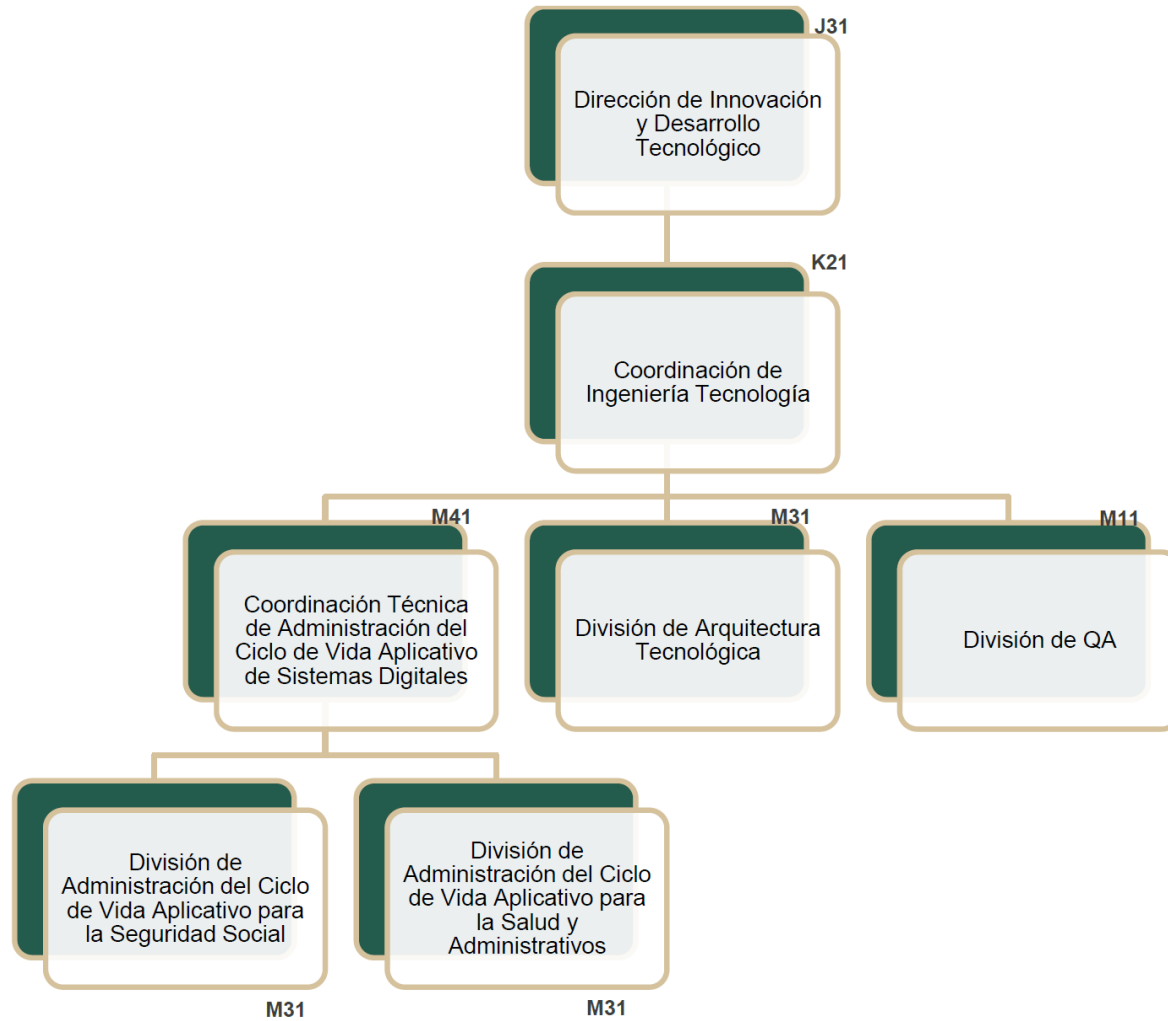 J31
Dirección de Innovación
y Desarrollo
Tecnológico
K21
Coordinación de
Ingeniería Tecnología
M41
Coordinación Técnica
de Administración del
Ciclo de Vida Aplicativo
de Sistemas Digitales
M31
División de Arquitectura
Tecnológica
M11
División de QA
División de
Administración del Ciclo
de Vida Aplicativo para
la Seguridad Social
M31
División de
Administración del Ciclo
de Vida Aplicativo para
la Salud y
Administrativos
M31